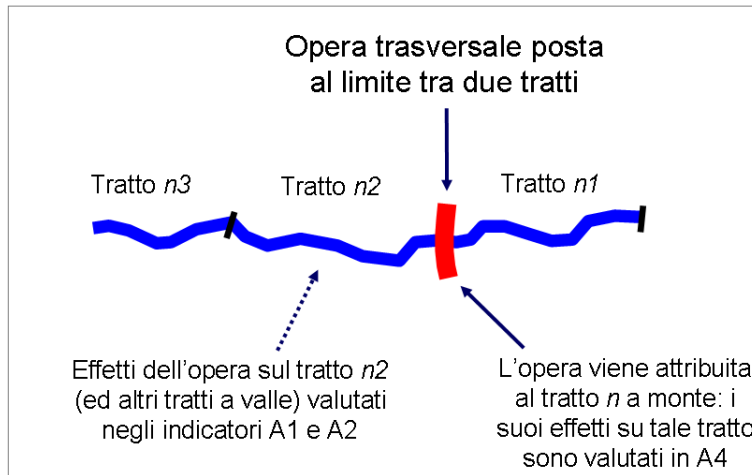 Opera trasversale posta
al limite tra due tratti
Tratto n3
Tratto n2
Tratto n1
Effetti dell'opera sul tratto n2
(ed altri tratti a valle) valutati
negli indicatori A1 e A2
L'opera viene attribuita
al tratto n a monte: i
suoi effetti su tale tratto
sono valutati in A4